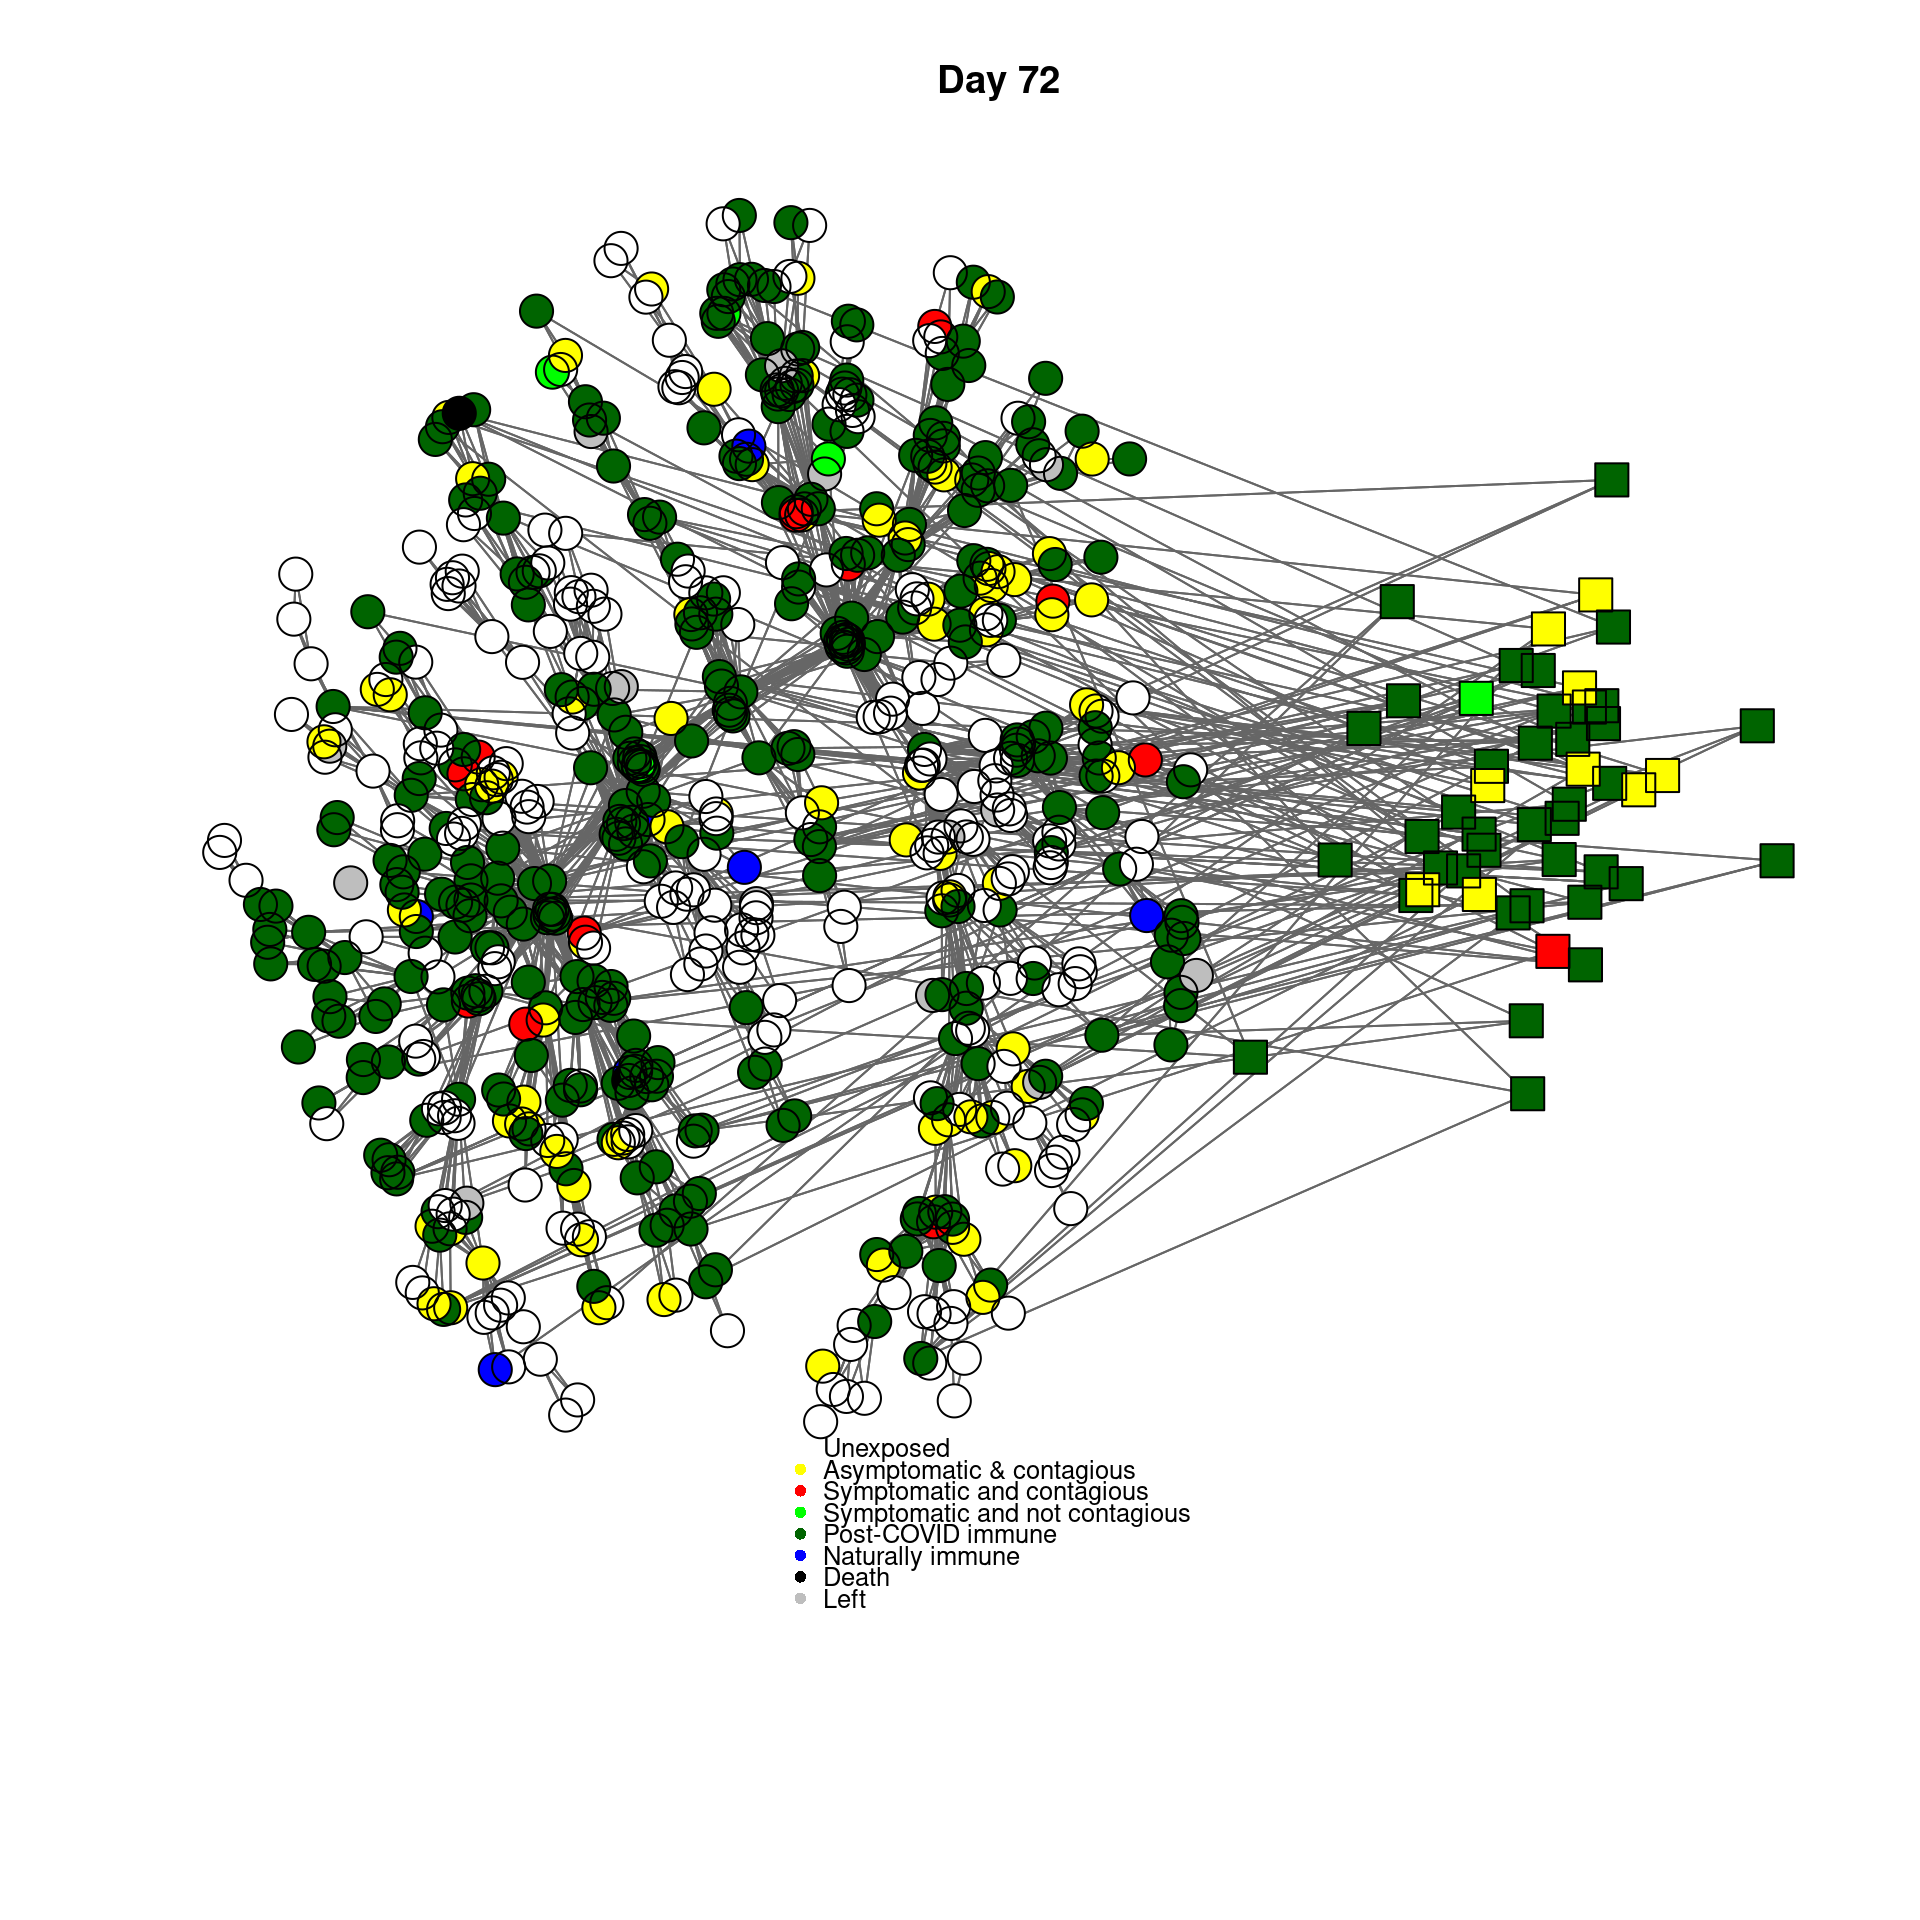 Day 72
Unexposed
Asymptomatic & contagious
Symptomatic and contagious
Symptomatic and not contagious
Post-COVID immune
Naturally immune
Death
Left